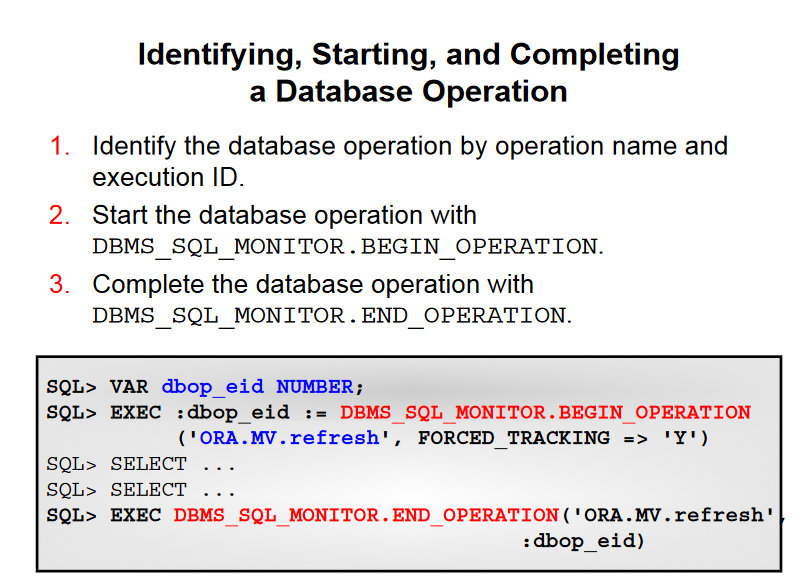 Identifying, Starting, and Completing
a Database Operation
1. Identify the database operation by operation name and
execution ID.
2. Start the database operation with
DBMS_SQL_MONITOR.BEGIN_OPERATION.
3. Complete the database operation with
DBMS_SQL_MONITOR.END_OPERATION.
SQL> VAR dbop_eid NUMBER;
SQL> EXEC :dbop_eid := DBMS_SQL_MONITOR.BEGIN_OPERATION
('ORA.MV.refresh', FORCED_TRACKING => 'Y')
SQL> SELECT ...
SQL> SELECT ...
SQL> EXEC DBMS_SQL_MONITOR.END_OPERATION('ORA.MV.refresh',
:dbop_eid)